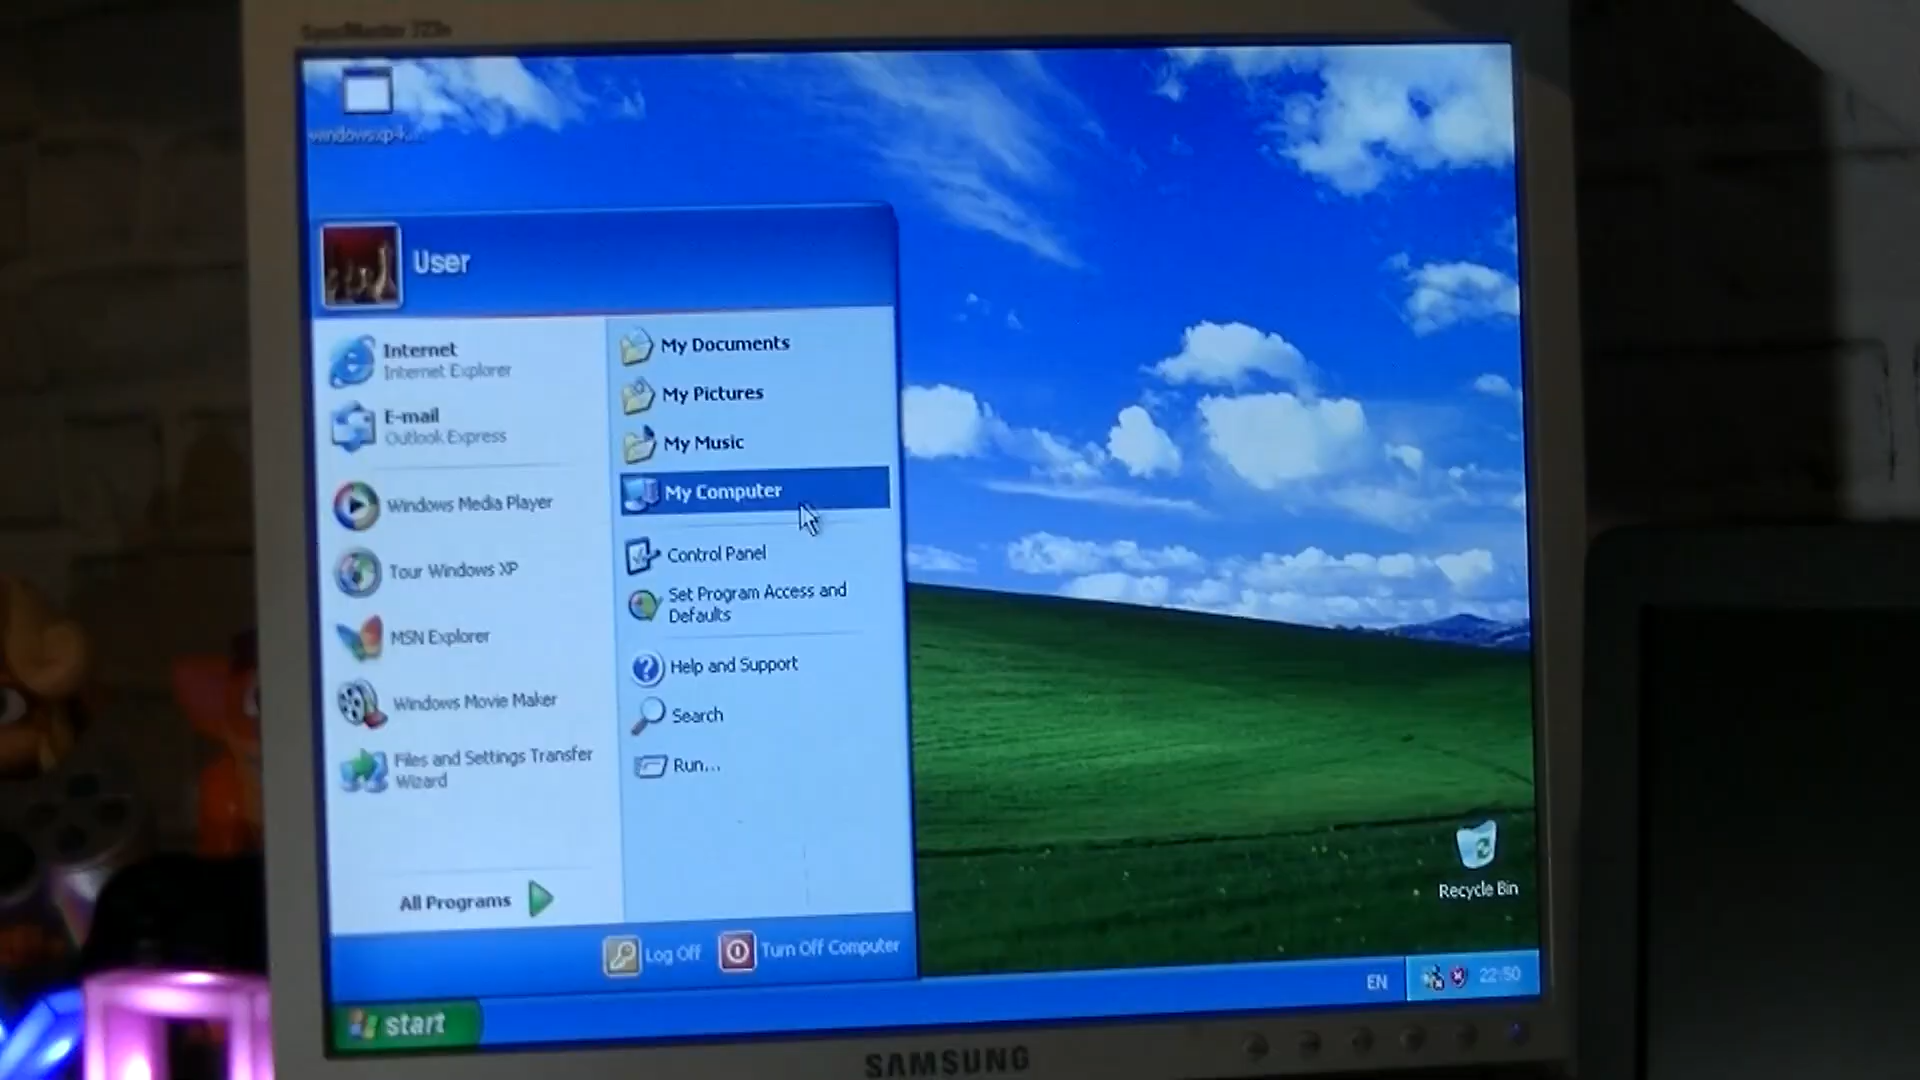 SyncMaster 723n
windowsxp-k...
User
Internet
Internet Explorer
E-mail
Outlook Express
Windows Media Player
Tour Windows XP
MSN Explorer
Windows Movie Maker
Files and Settings Transfer
Wizard
All Programs
My Documents
My Pictures
My Music
My Computer
Control Panel
Set Program Access and
Defaults
Help and Support
Search
Run...
Log Off
Turn Off Computer
Recycle Bin
start
EN
22:50
SAMSUNG